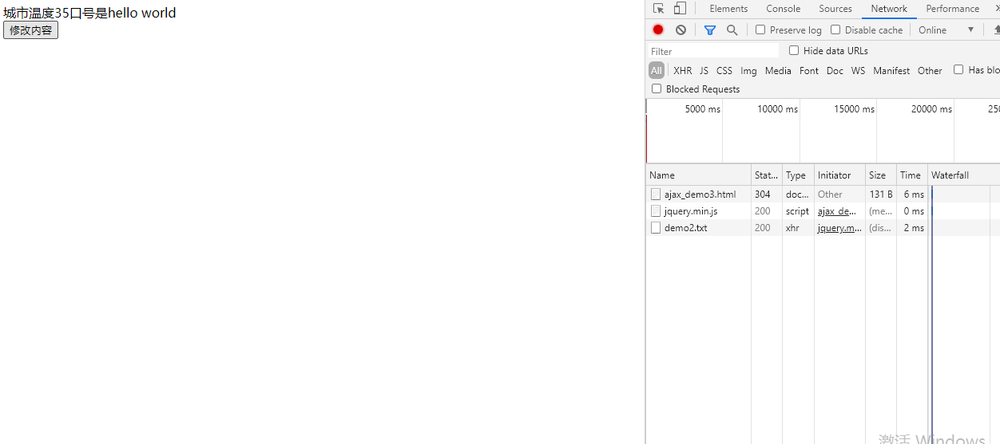 城市温度35口号是hello world
修改内容
Elements Console Sources Network Performance
Preserve log Disable cache Online ▼
Filter Hide data URLs
All XHR JS CSS Img Media Font Doc WS Manifest Other Has blo
Blocked Requests
5000 ms 10000 ms 15000 ms 20000 ms 250
Name Stat... Type Initiator Size Time Waterfall
ajax_demo3.html 304 doc... Other 131 B 6 ms
jquery.min.js 200 script ajax_de... (me... 0 ms
demo2.txt 200 xhr jquery.m... (dis... 2 ms
激活 Windows